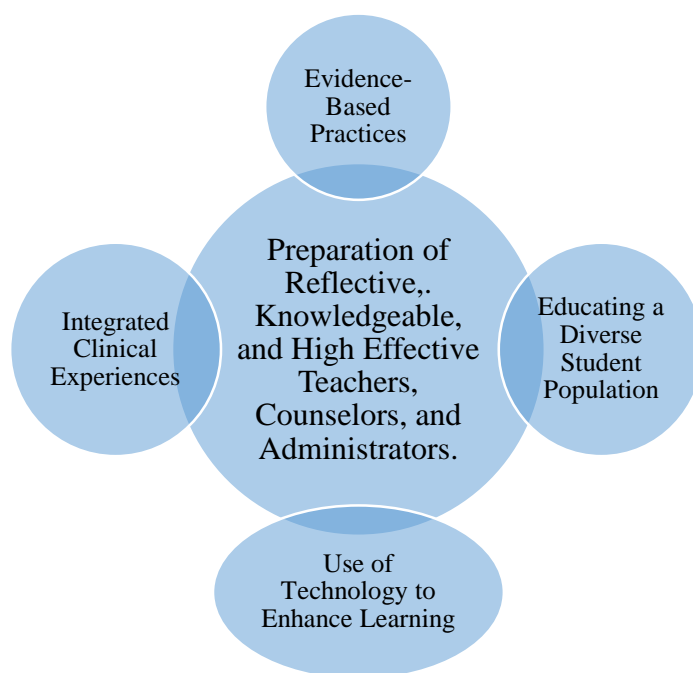 Evidence-
Based
Practices
Preparation of
Reflective,.
Knowledgeable,
and High Effective
Teachers,
Counselors, and
Administrators.
Integrated
Clinical
Experiences
Educating a
Diverse
Student
Population
Use of
Technology to
Enhance Learning